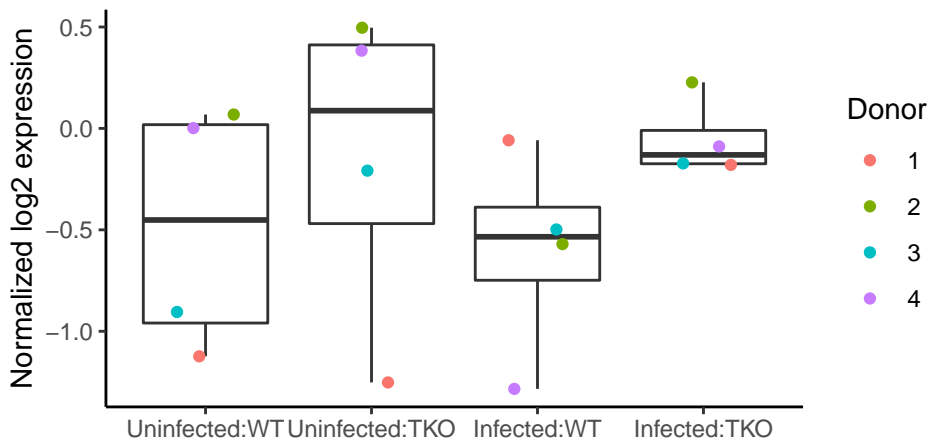 Normalized log2 expression
0.5
0.0
−0.5
−1.0
Uninfected:WT
Uninfected:TKO
Infected:WT
Infected:TKO
Donor
1
2
3
4